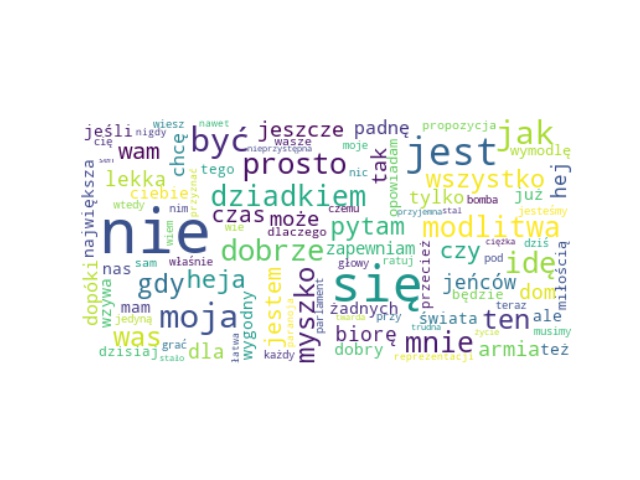 wiesz nawet
jeśli nigdy być jeszcze padnę propozycja jak
cię wam chcę nieprzystępna wasze moje jest wymodlę
największa lekka tego prosto nic tak opowiadam wszystko hej
ciebie przyznać dziadkiem tylko już
wtedy nim czas może czemu przyjemna stal bomba jesteśmy
nie wiem wie dlaczego pytam modlitwa
dopóki nas sam właśnie dobrze zapewniam przecież czy ciężka dziś miłością
wzywa gdy heja jestem myszko głowy się ratuj jeńców pod idę
mam moja wygodny paranoja parlament żadnych będzie dom
jedyną twarda przy świata teraz ale
was grać łatwa biorę trudna ten musimy
dzisiaj stało dla każdy dobry mnie życie armia też
reprezentacji